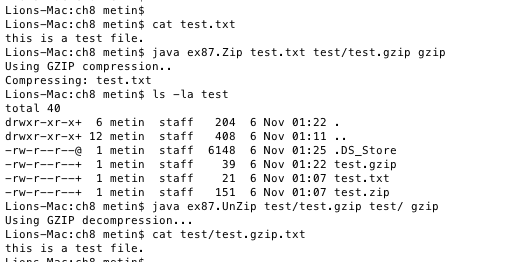 Lions-Mac:ch8 metin$
Lions-Mac:ch8 metin$ cat test.txt
this is a test file.
Lions-Mac:ch8 metin$ java ex87.Zip test.txt test/test.gzip gzip
Using GZIP compression..
Compressing: test.txt
Lions-Mac:ch8 metin$ ls -la test
total 40
drwxr-xr-x+  6 metin  staff   204  6 Nov 01:22 .
drwxr-xr-x+ 12 metin  staff   408  6 Nov 01:11 ..
-rw-r--r--@  1 metin  staff  6148  6 Nov 01:25 .DS_Store
-rw-r--r--+  1 metin  staff    39  6 Nov 01:22 test.gzip
-rw-r--r--+  1 metin  staff    21  6 Nov 01:07 test.txt
-rw-r--r--+  1 metin  staff   151  6 Nov 01:07 test.zip
Lions-Mac:ch8 metin$ java ex87.UnZip test/test.gzip test/ gzip
Using GZIP decompression...
Lions-Mac:ch8 metin$ cat test/test.gzip.txt
this is a test file.
Lions-Mac:ch8 metin$